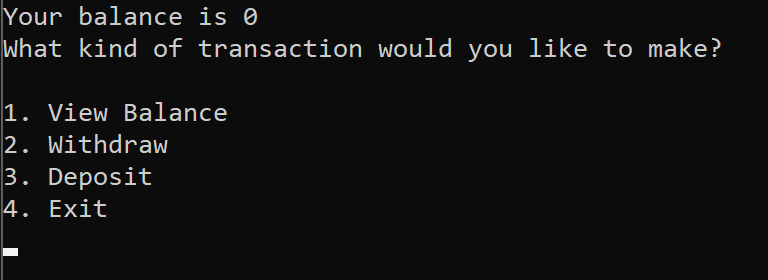 Your balance is 0
What kind of transaction would you like to make?
1. View Balance
2. Withdraw
3. Deposit
4. Exit